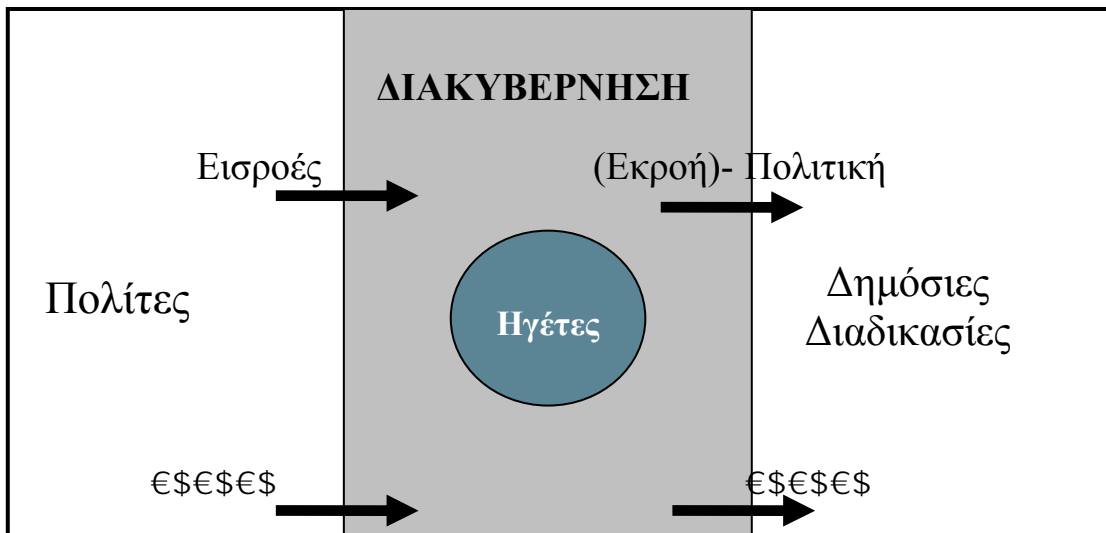 ΔΙΑΚΥΒΕΡΝΗΣΗ
Εισροές
(Εκροή)- Πολιτική
Πολίτες
Ηγέτες
Δημόσιες
Διαδικασίες
€$€$€$
€$€$€$